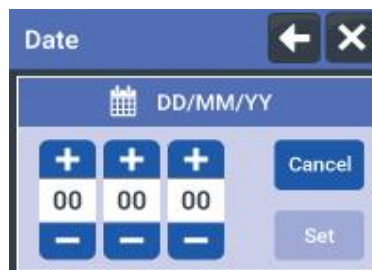 Date
DD/MM/YY
+ + +
Cancel
00 00 00
- - -
Set